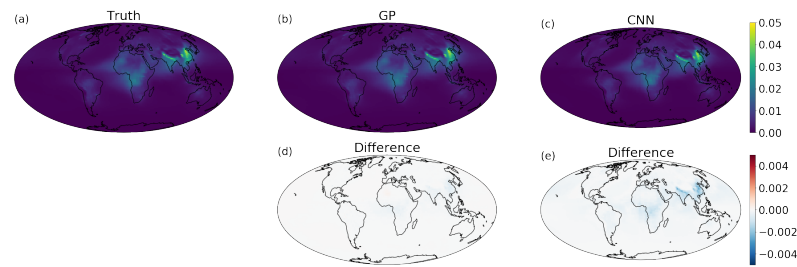 (a) Truth
(b) GP
(c) CNN
0.05
0.04
0.03
0.02
0.01
0.00
(d) Difference
(e) Difference
0.004
0.002
0.000
−0.002
−0.004